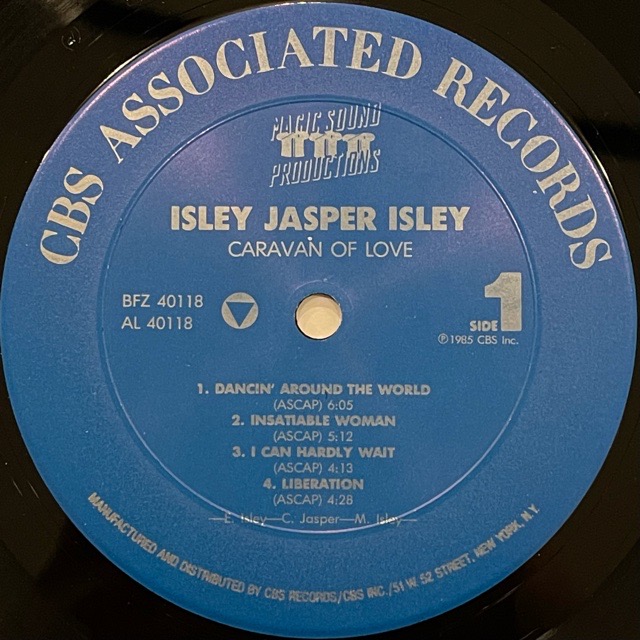 CBS ASSOCIATED RECORDS
MAGIC SOUND
PRODUCTIONS
ISLEY JASPER ISLEY
CARAVAN OF LOVE
BFZ 40118
AL 40118
SIDE 1
℗1985 CBS Inc.
1. DANCIN' AROUND THE WORLD
(ASCAP) 6:05
2. INSATIABLE WOMAN
(ASCAP) 5:12
3. I CAN HARDLY WAIT
(ASCAP) 4:13
4. LIBERATION
(ASCAP) 4:28
—E. Isley—C. Jasper—M. Isley—
MANUFACTURED AND DISTRIBUTED BY CBS RECORDS/CBS INC./51 W 52 STREET, NEW YORK, N.Y.